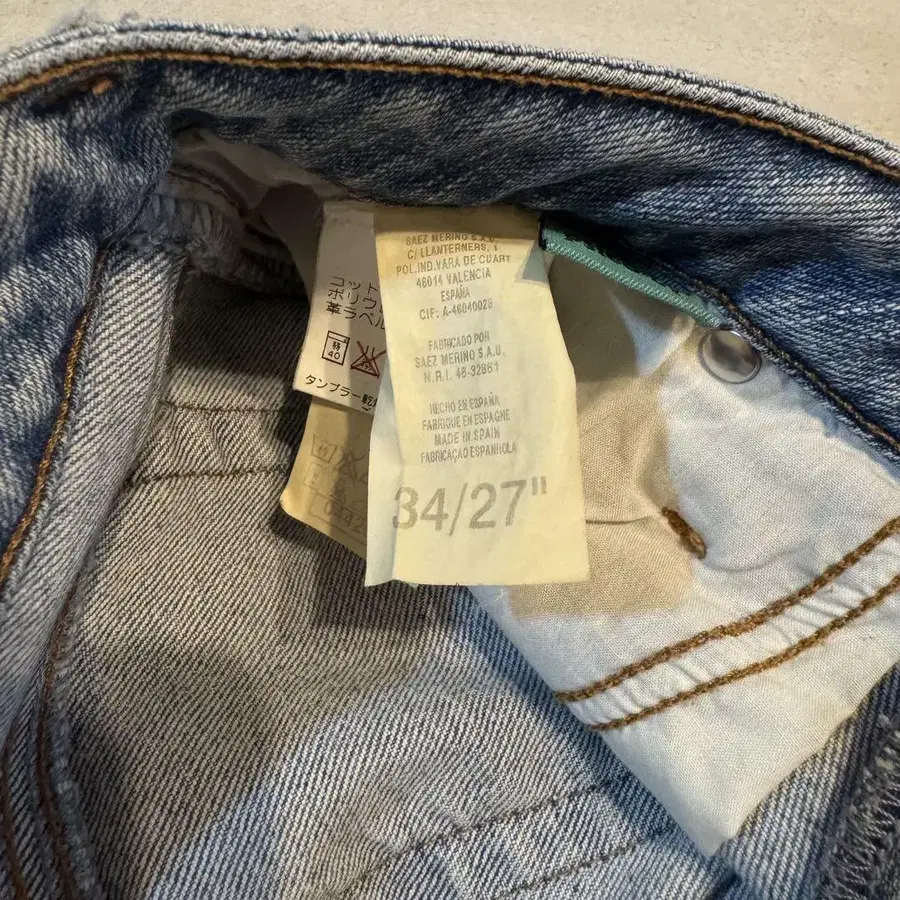 SAEZ MERINO S.A.U.
C/ LLANTERNERS, 1
POL.IND.VARA DE CUART
46014 VALENCIA
ESPAÑA
CIF: A-46040020
FABRICADO POR
SAEZ MERINO S.A.U.
N.R.I. 46-32861
HECHO EN ESPAÑA
FABRIQUE EN ESPAGNE
MADE IN SPAIN
FABRICAÇAO ESPANHOLA
34/27"
コット
ポリウ
革ラベル
40
タンブラー乾